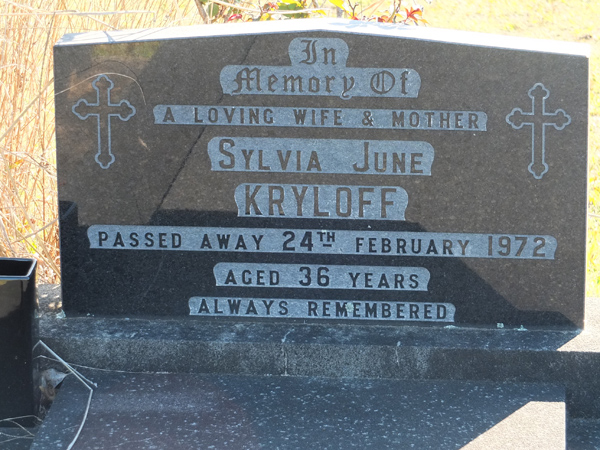 In
Memory Of
A LOVING WIFE & MOTHER
SYLVIA JUNE
KRYLOFF
PASSED AWAY 24TH FEBRUARY 1972
AGED 36 YEARS
ALWAYS REMEMBERED